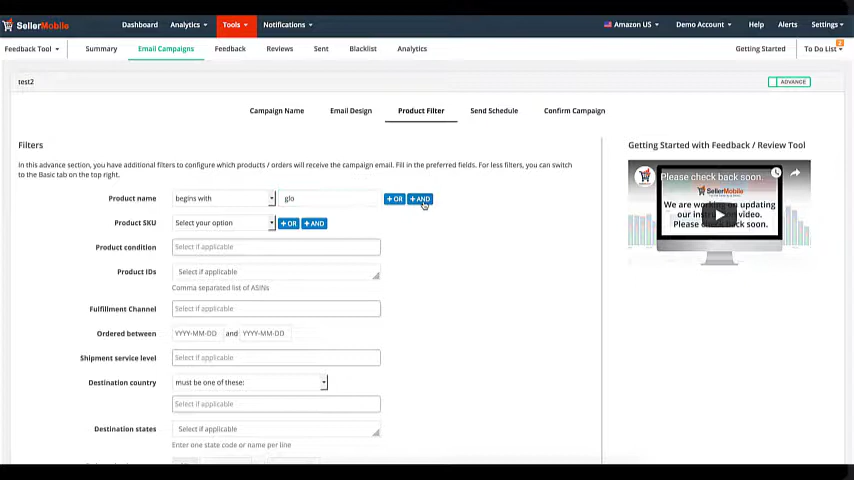 SellerMobile
Dashboard
Analytics
Tools
Notifications
Amazon US
Demo Account
Help
Alerts
Settings
Feedback Tool
Summary
Email Campaigns
Feedback
Reviews
Sent
Blacklist
Analytics
Getting Started
To Do List
test2
ADVANCE
Campaign Name
Email Design
Product Filter
Send Schedule
Confirm Campaign
Filters
In this advance section, you have additional filters to configure which products / orders will receive the campaign email. Fill in the preferred fields. For less filters, you can switch
to the Basic tab on the top right.
Product name
begins with
glo
+ OR
+ AND
Product SKU
Select your option
+ OR
+ AND
Product condition
Select if applicable
Product IDs
Select if applicable
Comma separated list of ASINs
Fulfillment Channel
Select if applicable
Ordered between
YYYY-MM-DD and YYYY-MM-DD
Shipment service level
Select if applicable
Destination country
must be one of these:
Select if applicable
Destination states
Select if applicable
Enter one state code or name per line
Getting Started with Feedback / Review Tool
Please check back soon.
SellerMobile
We are working on updating
our instruction video.
Please check back soon.